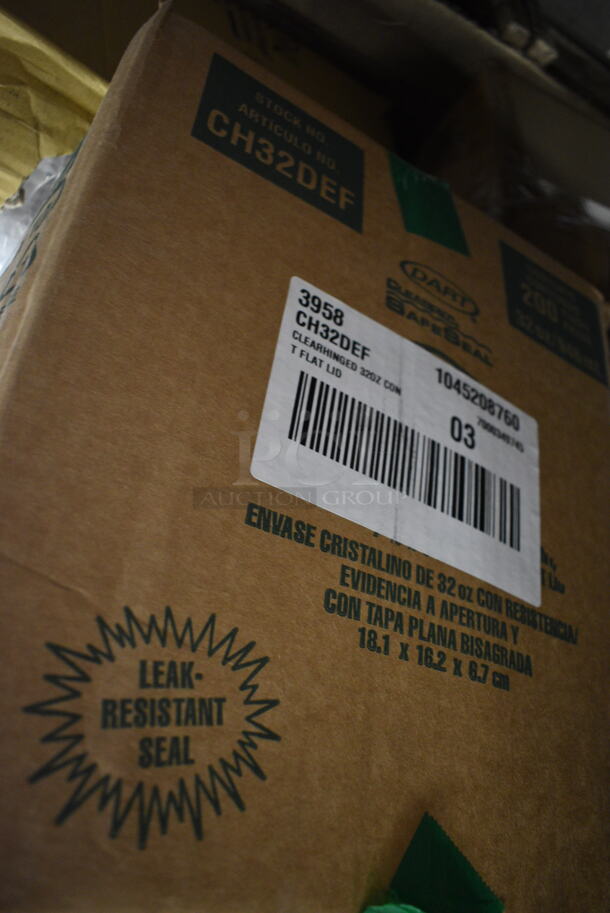 STOCK NO.
ARTÍCULO NO.
CH32DEF
DART
SAFESEAL
200
3958
CH32DEF
CLEARHINGED 32OZ CON
T FLAT LID
1045208760
7000349745
03
AUCTION GROUP
ENVASE CRISTALINO DE 32 oz CON RESISTENCIA/
EVIDENCIA A APERTURA Y
CON TAPA PLANA BISAGRADA
18.1 X 16.2 X 6.7 cm
LEAK-
RESISTANT
SEAL